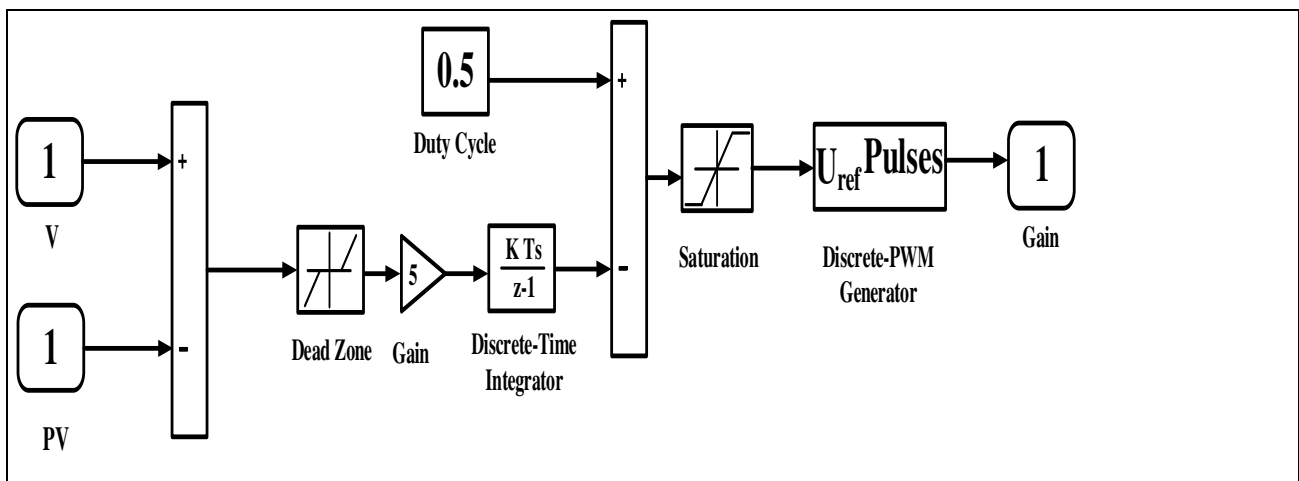 0.5
+
Duty Cycle
1
+
V
1
-
PV
Dead Zone
5
Gain
K Ts
z-1
Discrete-Time
Integrator
-
Saturation
Uref Pulses
Discrete-PWM
Generator
1
Gain